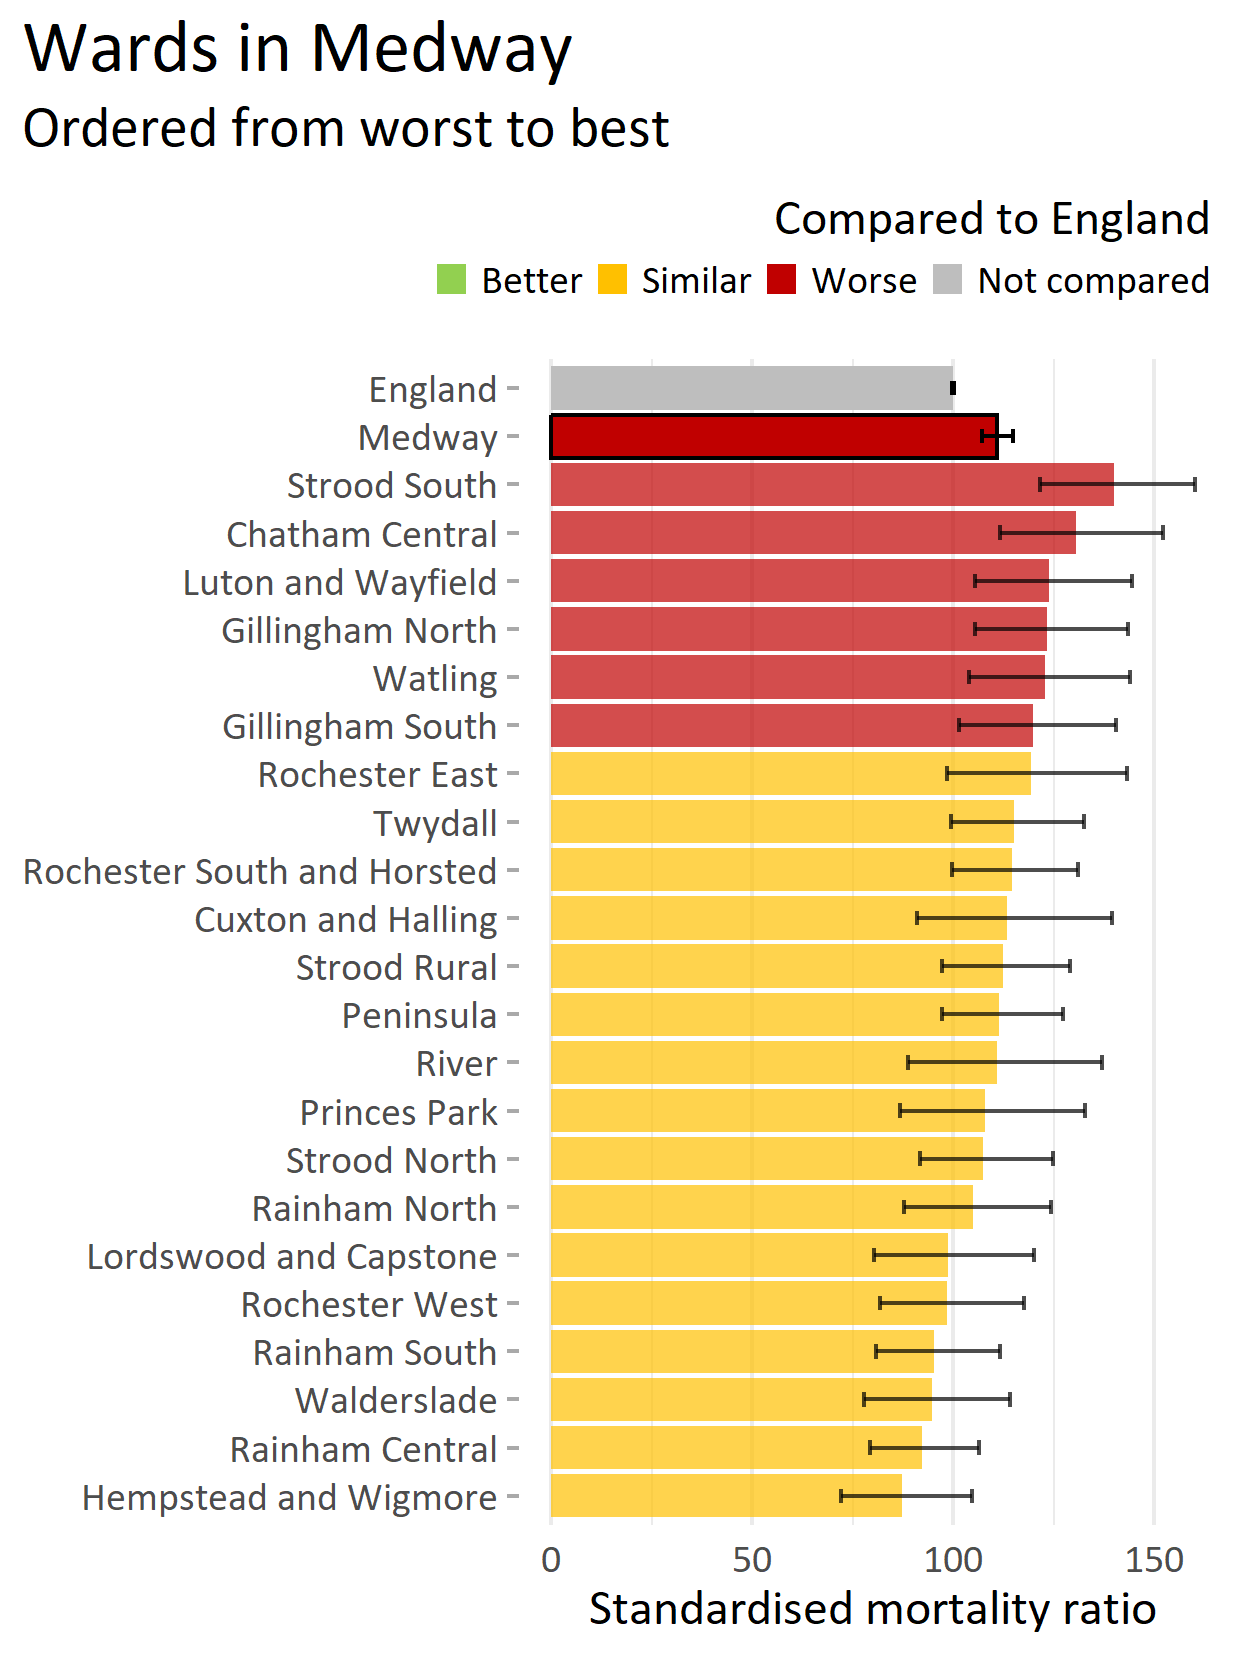 Wards in Medway
Ordered from worst to best
Compared to England
Better Similar Worse Not compared
England
Medway
Strood South
Chatham Central
Luton and Wayfield
Gillingham North
Watling
Gillingham South
Rochester East
Twydall
Rochester South and Horsted
Cuxton and Halling
Strood Rural
Peninsula
River
Princes Park
Strood North
Rainham North
Lordswood and Capstone
Rochester West
Rainham South
Walderslade
Rainham Central
Hempstead and Wigmore
0 50 100 150
Standardised mortality ratio